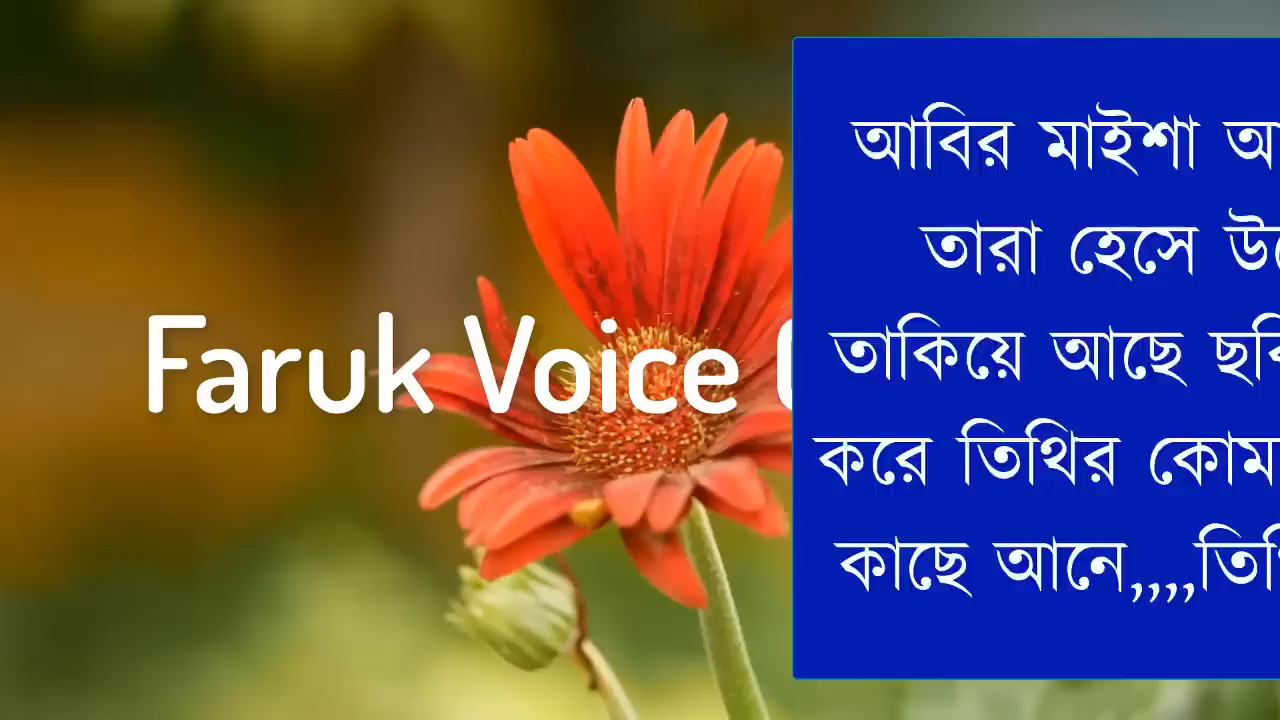 Faruk Voice
আবির মাইশা
তারা হেসে
তাকিয়ে আছে
করে তিথির
কাছে আনে,,,,